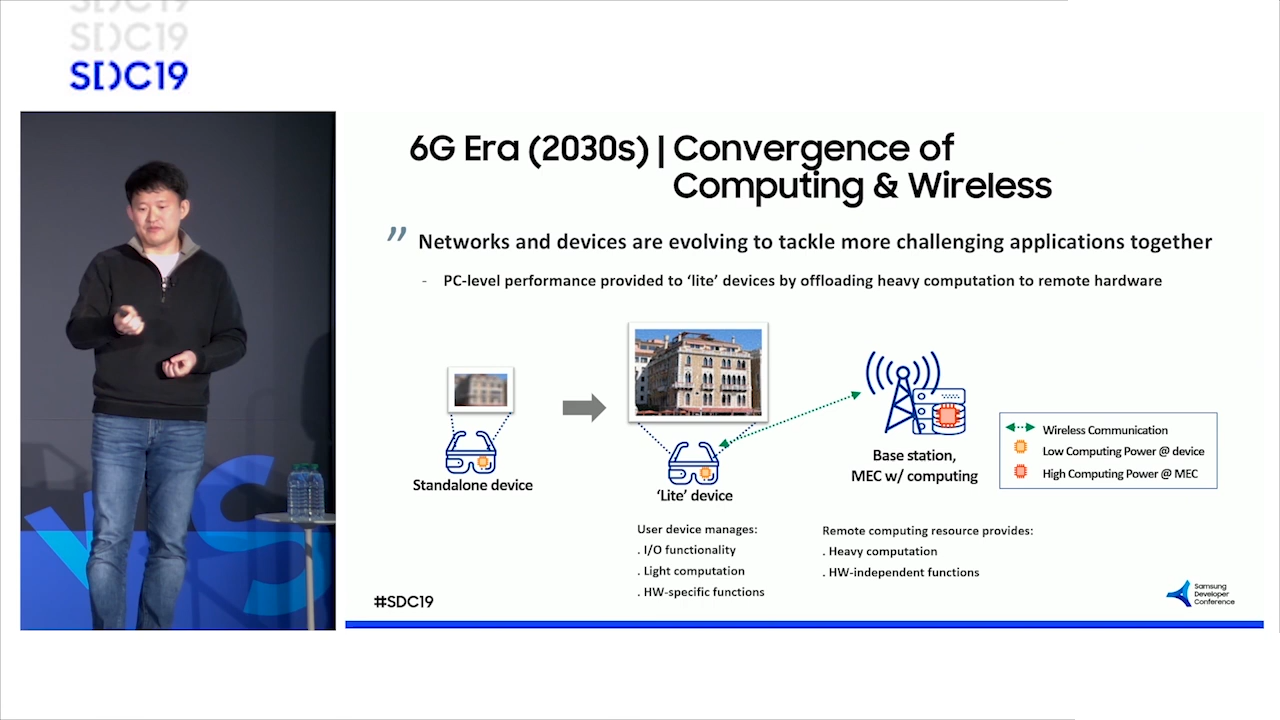 SDC19
SDC19
SDC19
6G Era (2030s) | Convergence of
Computing & Wireless
” Networks and devices are evolving to tackle more challenging applications together
- PC-level performance provided to ‘lite’ devices by offloading heavy computation to remote hardware
Standalone device
‘Lite’ device
Base station,
MEC w/ computing
Wireless Communication
Low Computing Power @ device
High Computing Power @ MEC
User device manages:
. I/O functionality
. Light computation
. HW-specific functions
Remote computing resource provides:
. Heavy computation
. HW-independent functions
#SDC19
Samsung
Developer
Conference